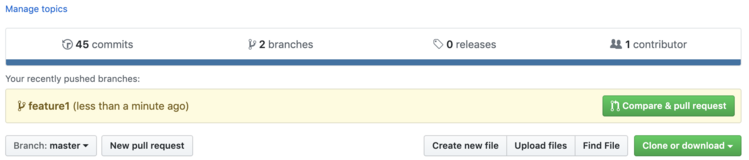 Manage topics
45 commits 2 branches 0 releases 1 contributor
Your recently pushed branches:
feature1 (less than a minute ago) Compare & pull request
Branch: master New pull request Create new file Upload files Find File Clone or download